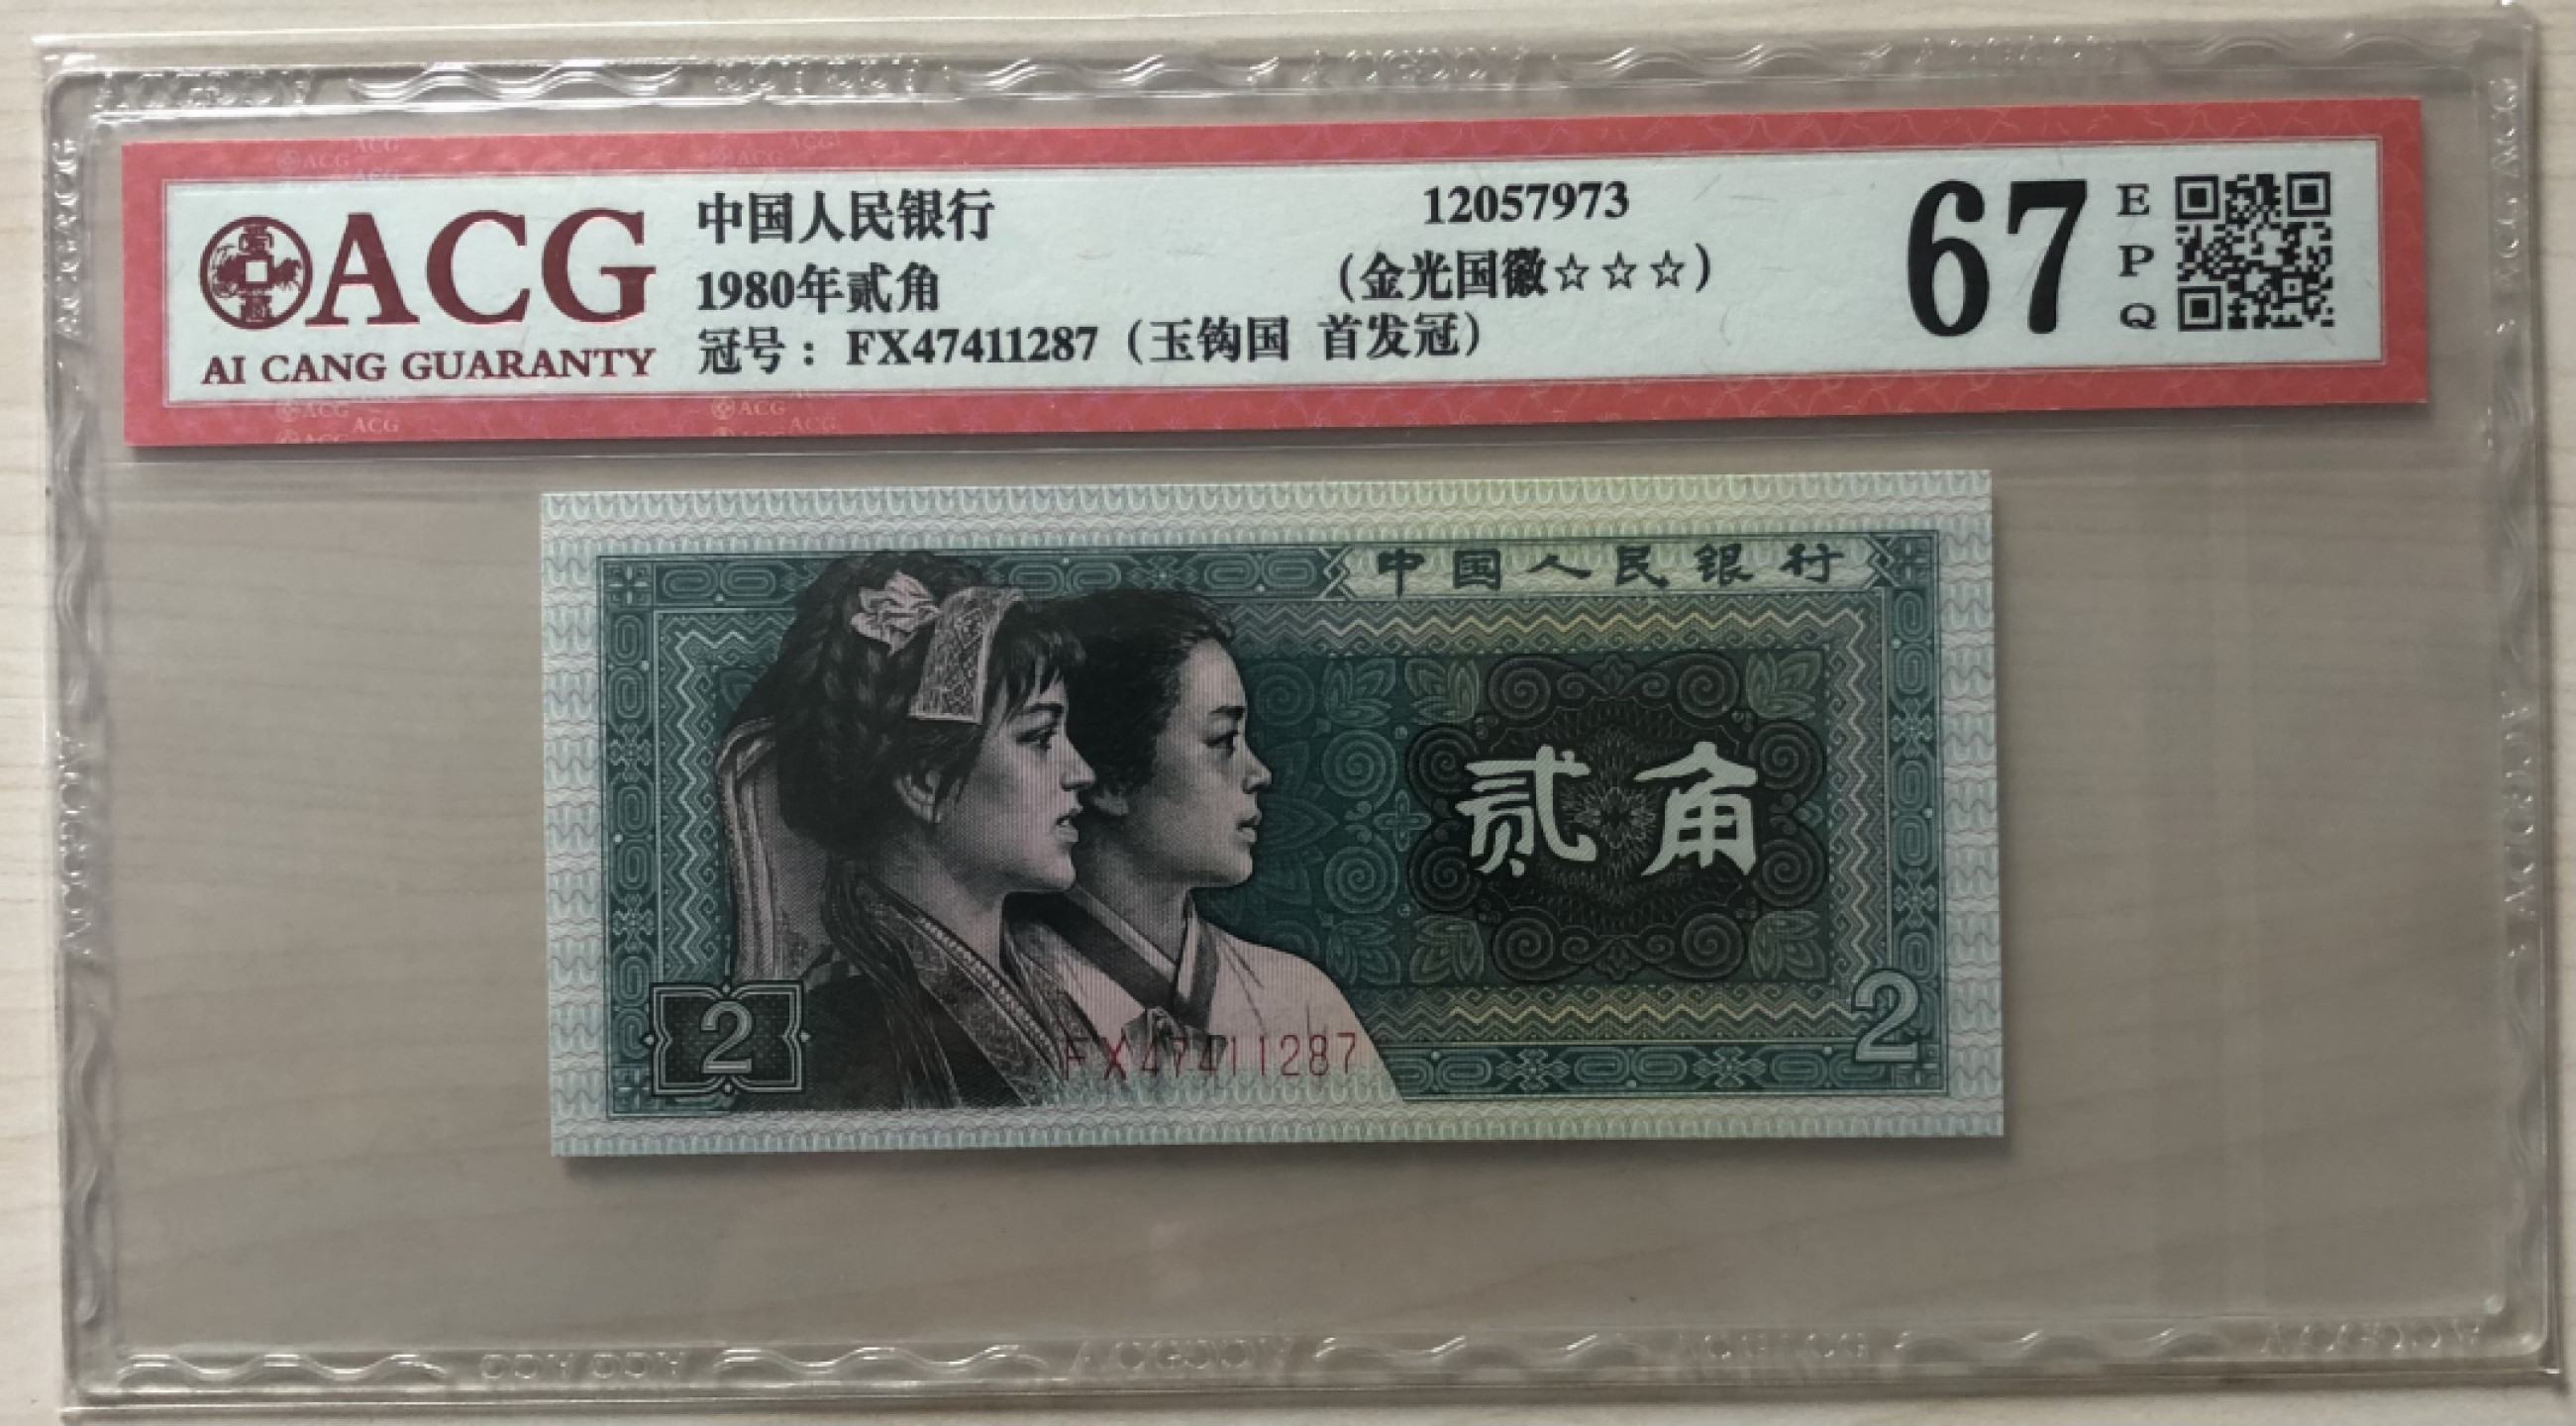 ACG
AI CANG GUARANTY
中国人民银行
1980年贰角
冠号：FX47411287（玉钩国 首发冠）
12057973
（金光国徽☆☆☆）
67
EPQ
中国人民银行
贰角
2
FX47411287
2